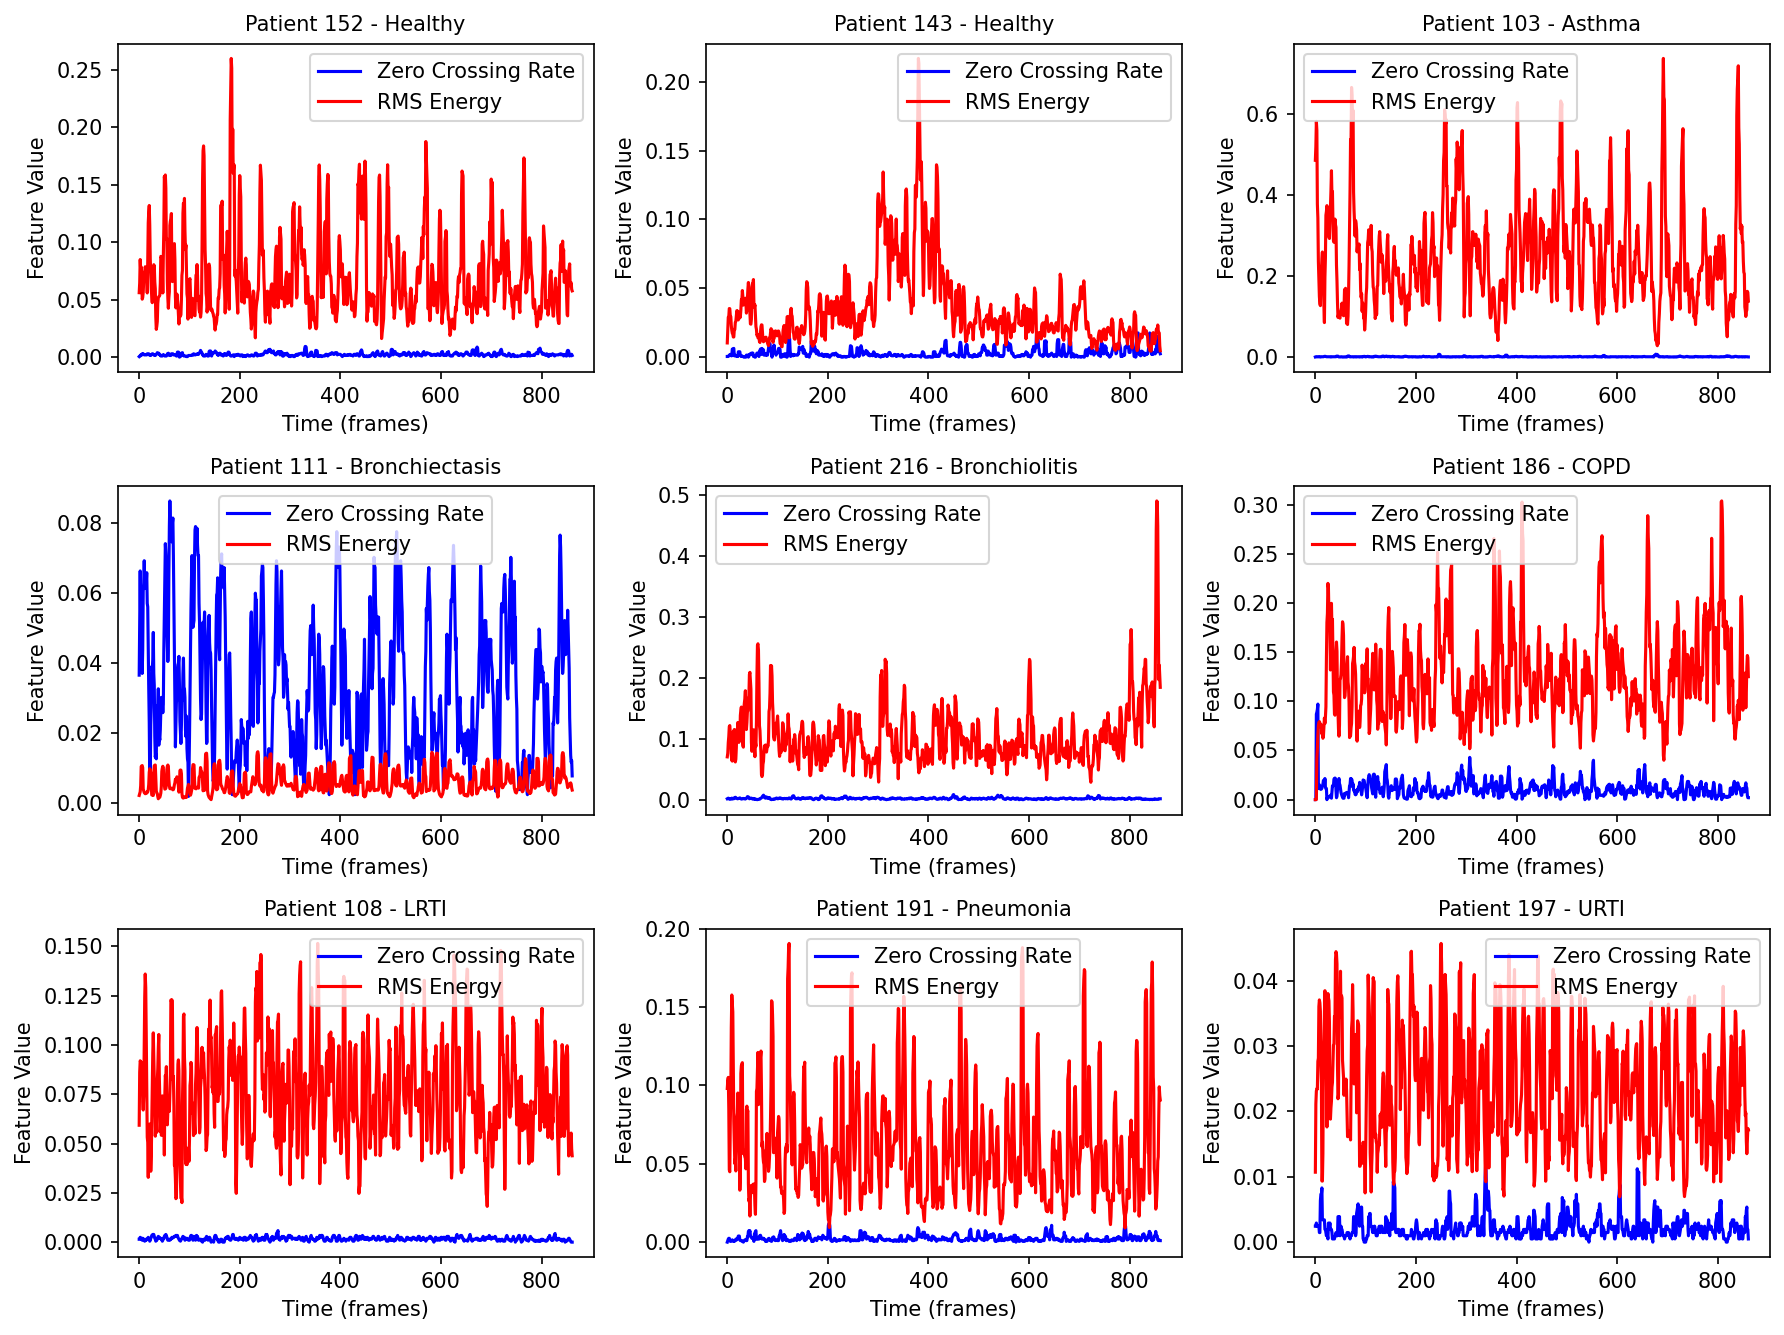 Patient 152 - Healthy
0.25
0.20
0.15
0.10
0.05
0.00
Feature Value
Zero Crossing Rate
RMS Energy
0 200 400 600 800
Time (frames)
Patient 143 - Healthy
0.20
0.15
0.10
0.05
0.00
Feature Value
Zero Crossing Rate
RMS Energy
0 200 400 600 800
Time (frames)
Patient 103 - Asthma
0.6
0.4
0.2
0.0
Feature Value
Zero Crossing Rate
RMS Energy
0 200 400 600 800
Time (frames)
Patient 111 - Bronchiectasis
0.08
0.06
0.04
0.02
0.00
Feature Value
Zero Crossing Rate
RMS Energy
0 200 400 600 800
Time (frames)
Patient 216 - Bronchiolitis
0.5
0.4
0.3
0.2
0.1
0.0
Feature Value
Zero Crossing Rate
RMS Energy
0 200 400 600 800
Time (frames)
Patient 186 - COPD
0.30
0.25
0.20
0.15
0.10
0.05
0.00
Feature Value
Zero Crossing Rate
RMS Energy
0 200 400 600 800
Time (frames)
Patient 108 - LRTI
0.150
0.125
0.100
0.075
0.050
0.025
0.000
Feature Value
Zero Crossing Rate
RMS Energy
0 200 400 600 800
Time (frames)
Patient 191 - Pneumonia
0.20
0.15
0.10
0.05
0.00
Feature Value
Zero Crossing Rate
RMS Energy
0 200 400 600 800
Time (frames)
Patient 197 - URTI
0.04
0.03
0.02
0.01
0.00
Feature Value
Zero Crossing Rate
RMS Energy
0 200 400 600 800
Time (frames)